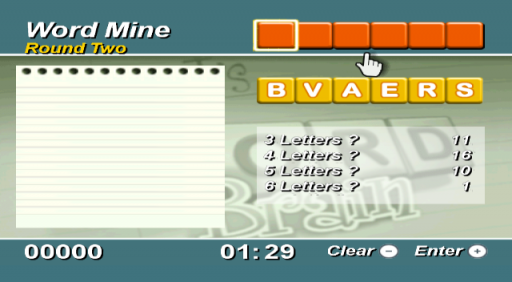 Word Mine
Round Two
B V A E R S
3 Letters ? 11
4 Letters ? 16
5 Letters ? 10
6 Letters ? 1
Brain
00000 01:29 Clear − Enter +